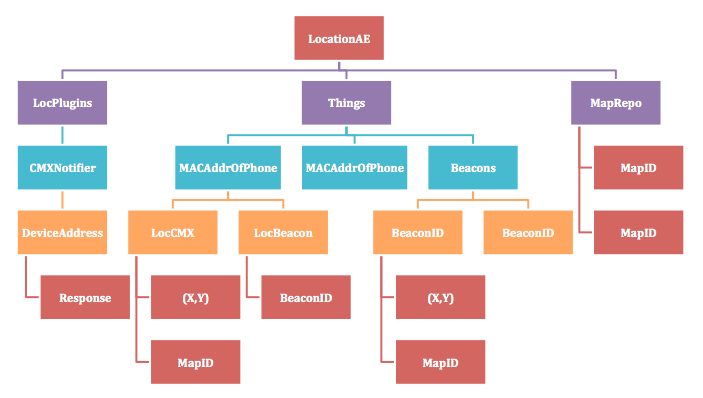 LocationAE
LocPlugins
Things
MapRepo
CMXNotifier
MACAddrOfPhone
MACAddrOfPhone
Beacons
MapID
DeviceAddress
LocCMX
LocBeacon
BeaconID
BeaconID
MapID
Response
(X,Y)
BeaconID
(X,Y)
MapID
MapID